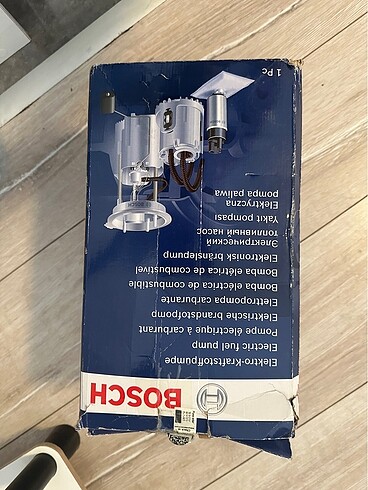 BOSCH
Elektro-Kraftstoffpumpe
Electric fuel pump
Pompe électrique à carburant
Elektrische brandstofpomp
Elettropompa carburante
Bomba eléctrica de combustible
Bomba elétrica de combustível
Elektronisk bränslepump
Электрический
топливный насос
Yakıt pompası
Elektryczna
pompa paliwa
1 Pc